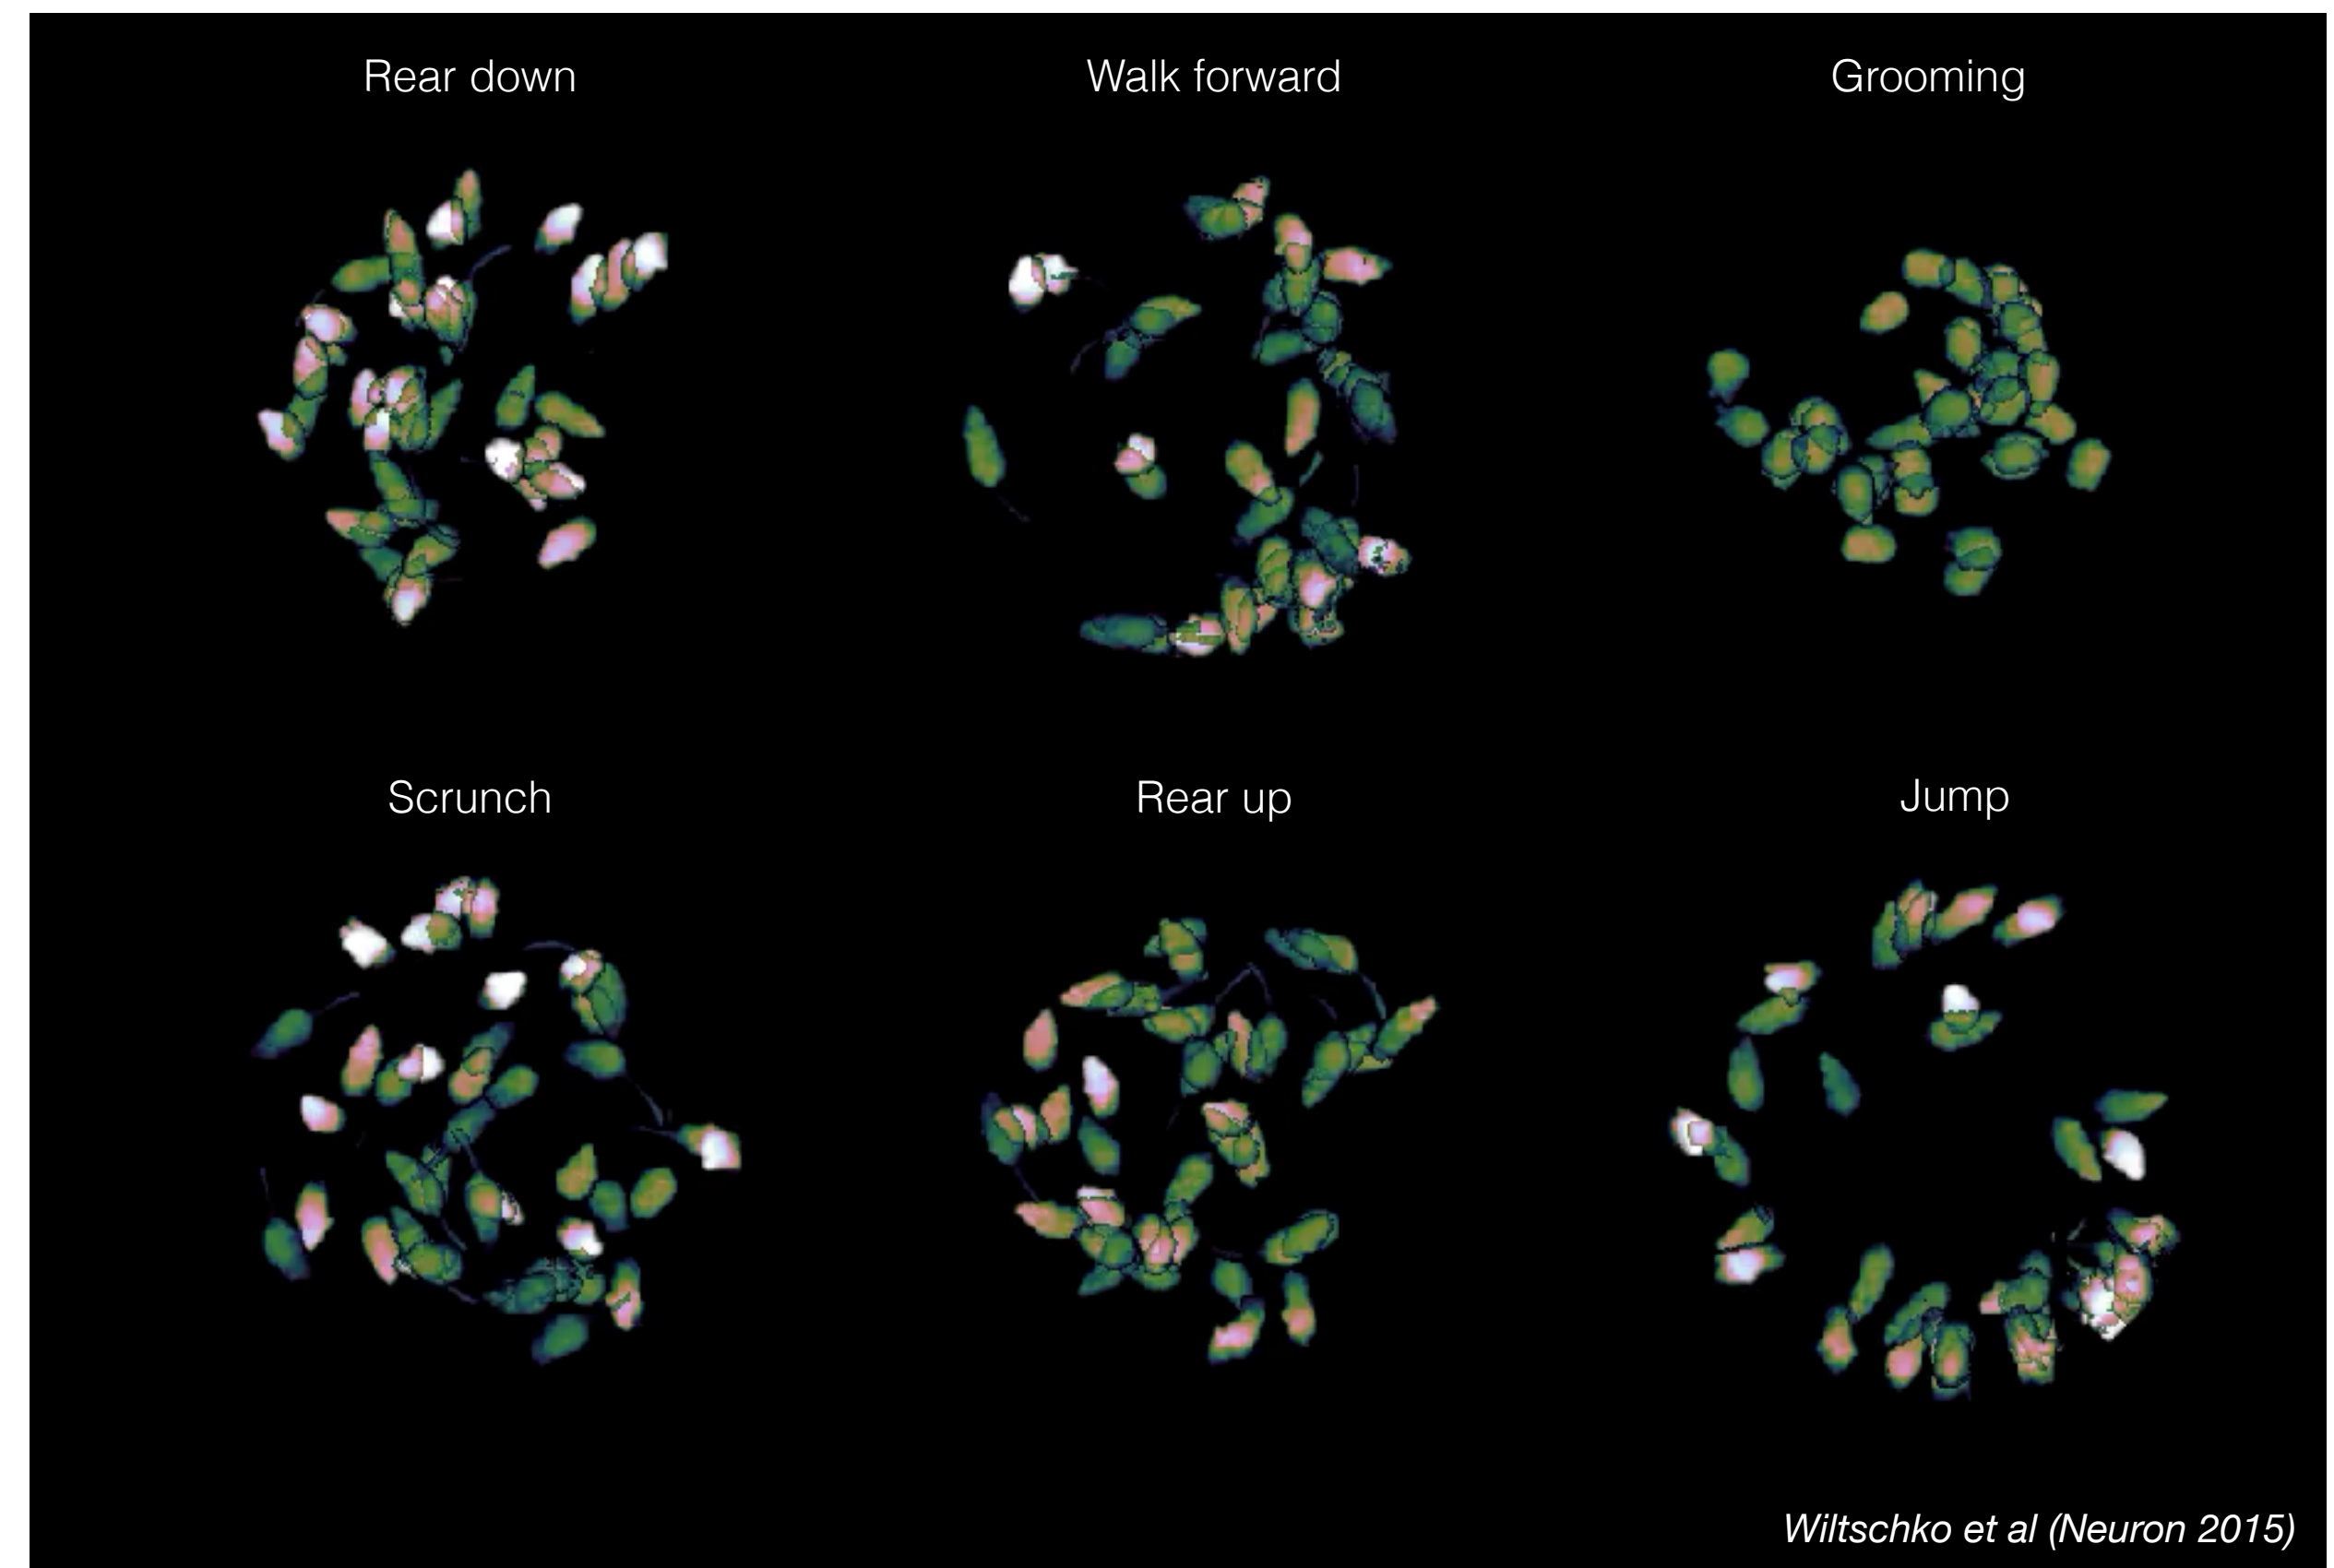 Rear down
Walk forward
Grooming
Scrunch
Rear up
Jump
Wiltschko et al (Neuron 2015)